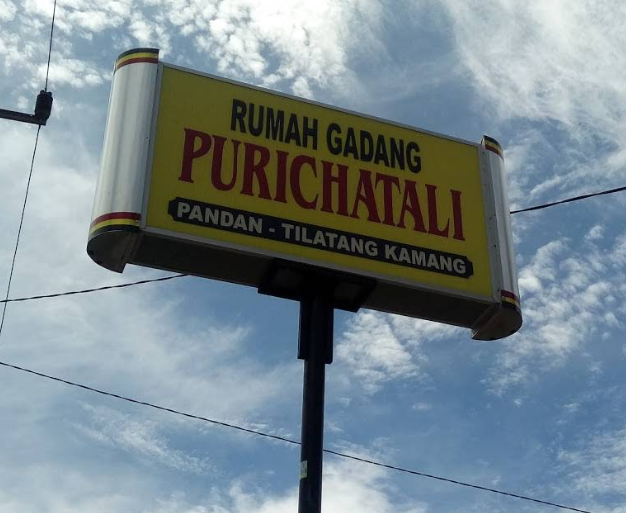 RUMAH GADANG
PURICHATALI
PANDAN - TILATANG KAMANG